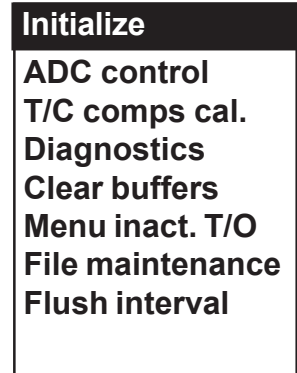 Initialize
ADC control
T/C comps cal.
Diagnostics
Clear buffers
Menu inact. T/O
File maintenance
Flush interval